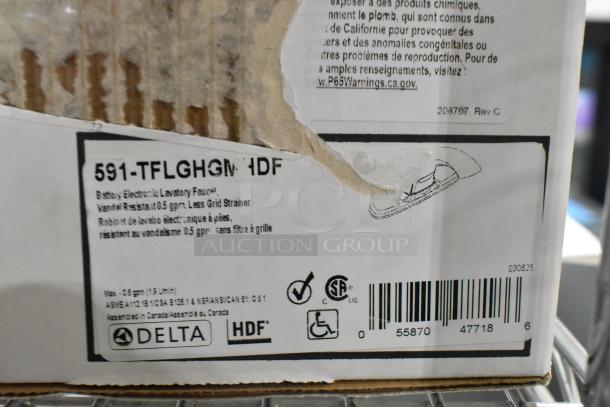 exposer à des produits chimiques,
nment le plomb, qui sont connus dans
de Californie pour provoquer des
ers et des anomalies congénitales ou
tres problèmes de reproduction. Pour de
s amples renseignements, visitez :
w.P65Warnings.ca.gov.
208767, Rev C
591-TFLGHGM HDF
Battery Electronic Lavatory Faucet,
Vandal Resistant 0.5 gpm, Less Grid Strainer
Robinet de lavabo électronique à piles,
résistant au vandalisme 0.5 gpm sans filtre à grille
PCI
AUCTION GROUP
030825
Max. - 0.5 gpm (1.9 L/min)
ASME A112.18.1/CSA B125.1 & NSF/ANSI/CAN 61: Q ≤ 1
Assembled in Canada/Assemblé au Canada
DELTA
HDF
C SA US
0 55870 47718 6